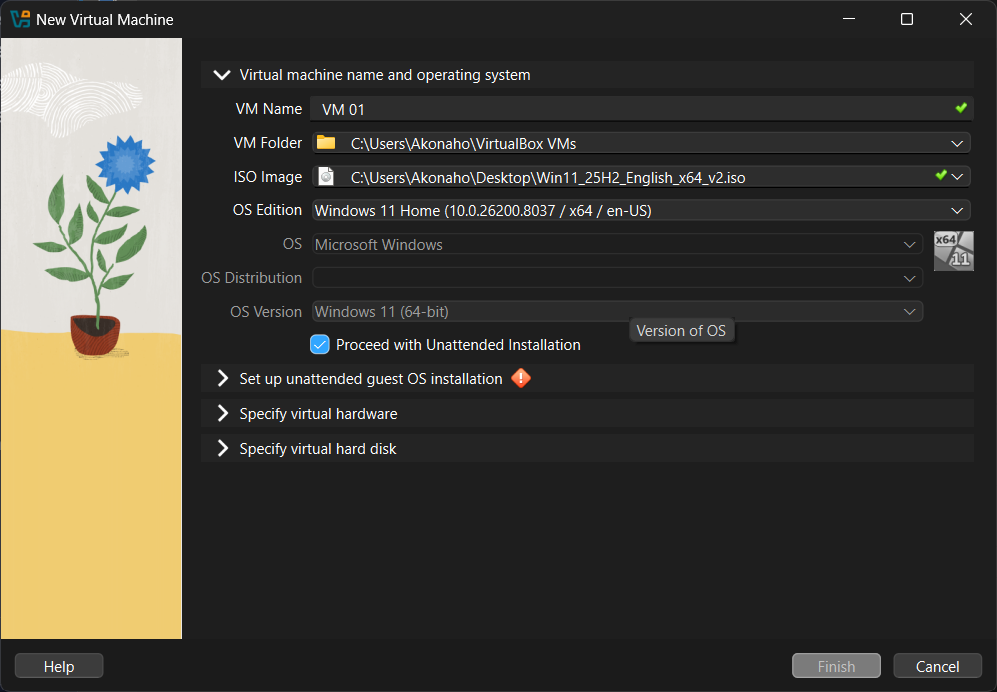 New Virtual Machine
Virtual machine name and operating system
VM Name VM 01
VM Folder C:\Users\Akonaho\VirtualBox VMs
ISO Image C:\Users\Akonaho\Desktop\Win11_25H2_English_x64_v2.iso
OS Edition Windows 11 Home (10.0.26200.8037 / x64 / en-US)
OS Microsoft Windows
x64
11
OS Distribution
OS Version Windows 11 (64-bit)
Version of OS
Proceed with Unattended Installation
Set up unattended guest OS installation
Specify virtual hardware
Specify virtual hard disk
Help Finish Cancel